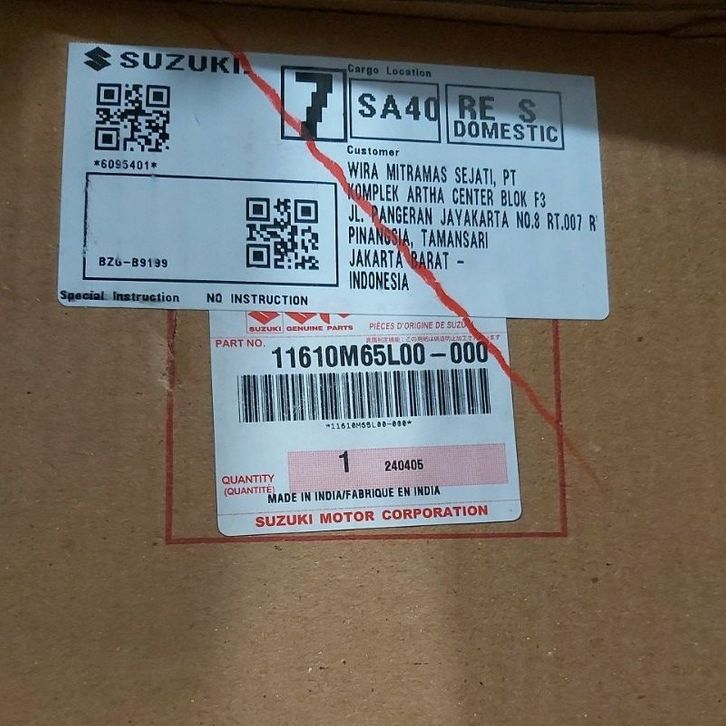 SUZUKI
7
Cargo Location
SA40
RE S
DOMESTIC
*6095401*
Customer
WIRA MITRAMAS SEJATI, PT
KOMPLEK ARTHA CENTER BLOK F3
JL. PANGERAN JAYAKARTA NO.8 RT.007 R
PINANGSIA, TAMANSARI
JAKARTA BARAT -
INDONESIA
BZG-B9199
Special Instruction NO INSTRUCTION
SUZUKI GENUINE PARTS
PIÈCES D'ORIGINE DE SUZU
PART NO.
11610M65L00-000
*11610M65L00-000*
QUANTITY
(QUANTITÉ)
1 240405
MADE IN INDIA/FABRIQUE EN INDIA
SUZUKI MOTOR CORPORATION